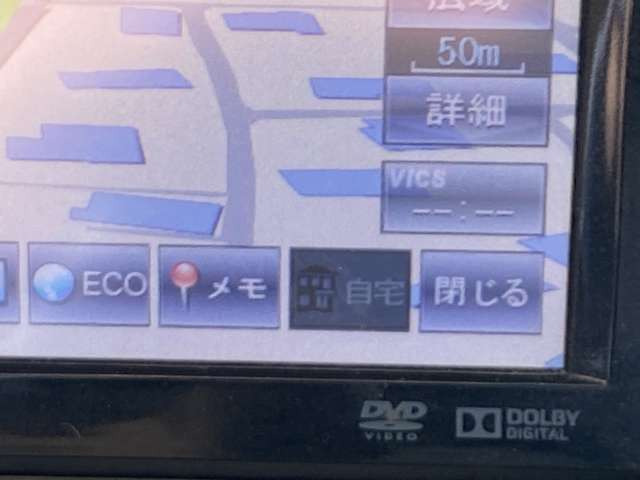 広域
50m
詳細
VICS
--:--
ECO
メモ
自宅
閉じる
DVD
VIDEO
DOLBY
DIGITAL